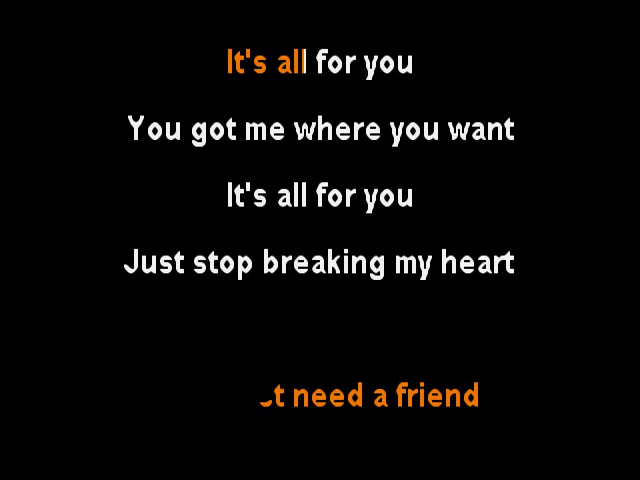 It's all for you
You got me where you want
It's all for you
Just stop breaking my heart
need a friend